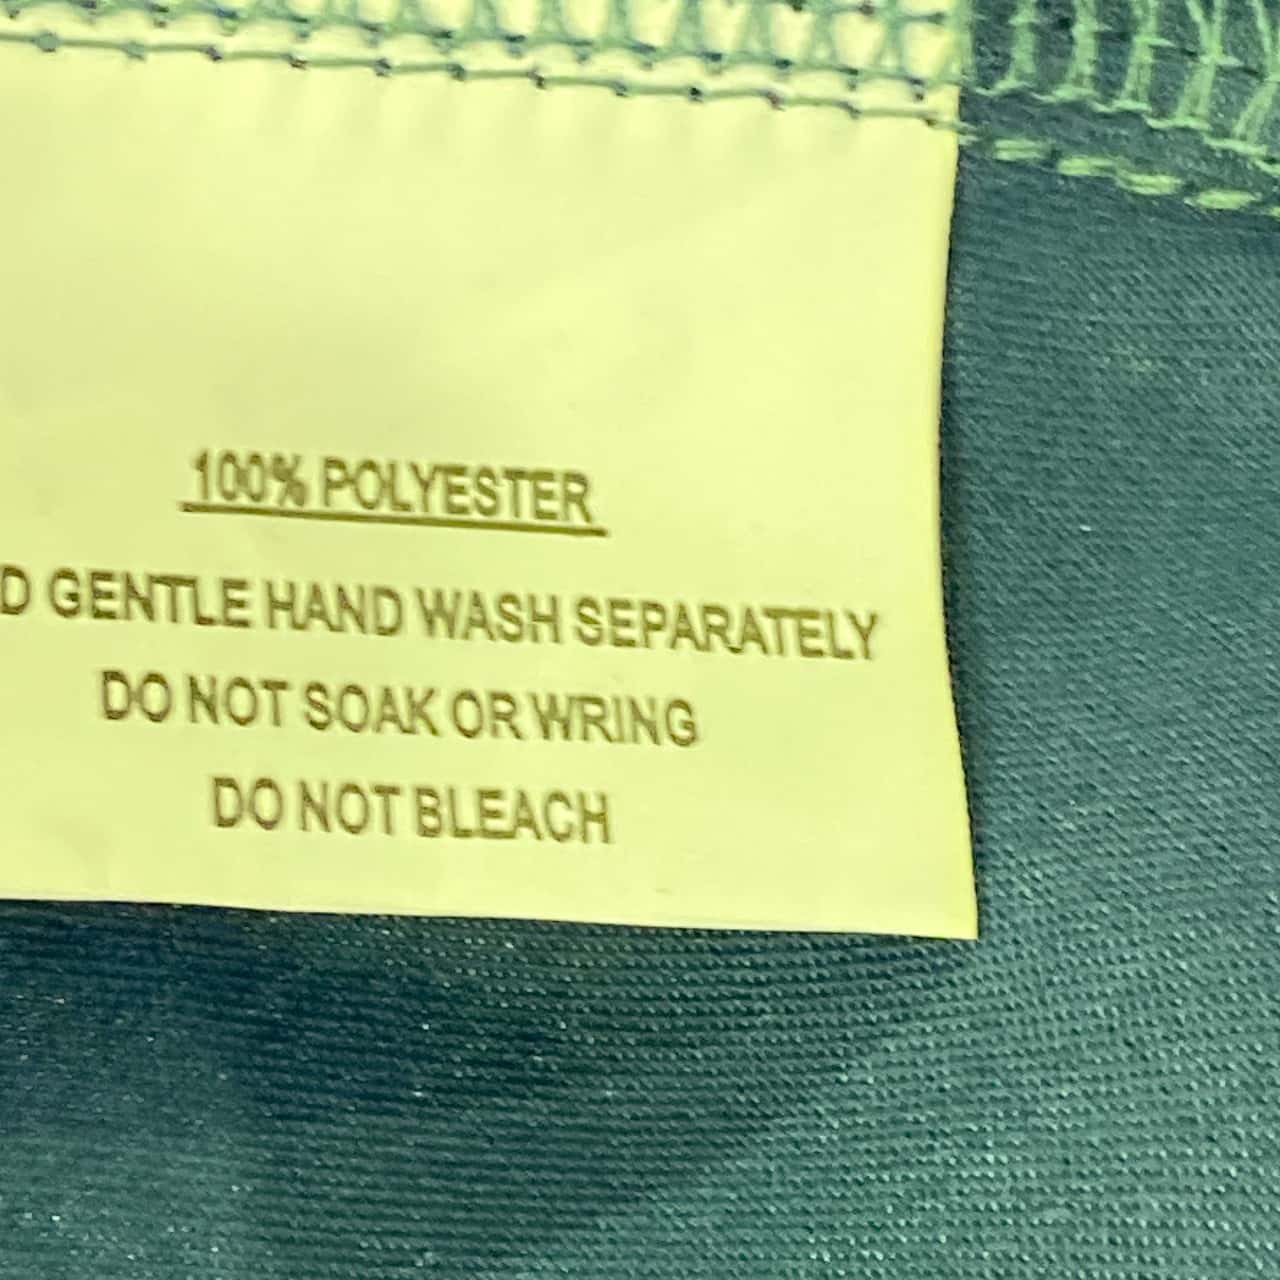 100% POLYESTER
D GENTLE HAND WASH SEPARATELY
DO NOT SOAK OR WRING
DO NOT BLEACH